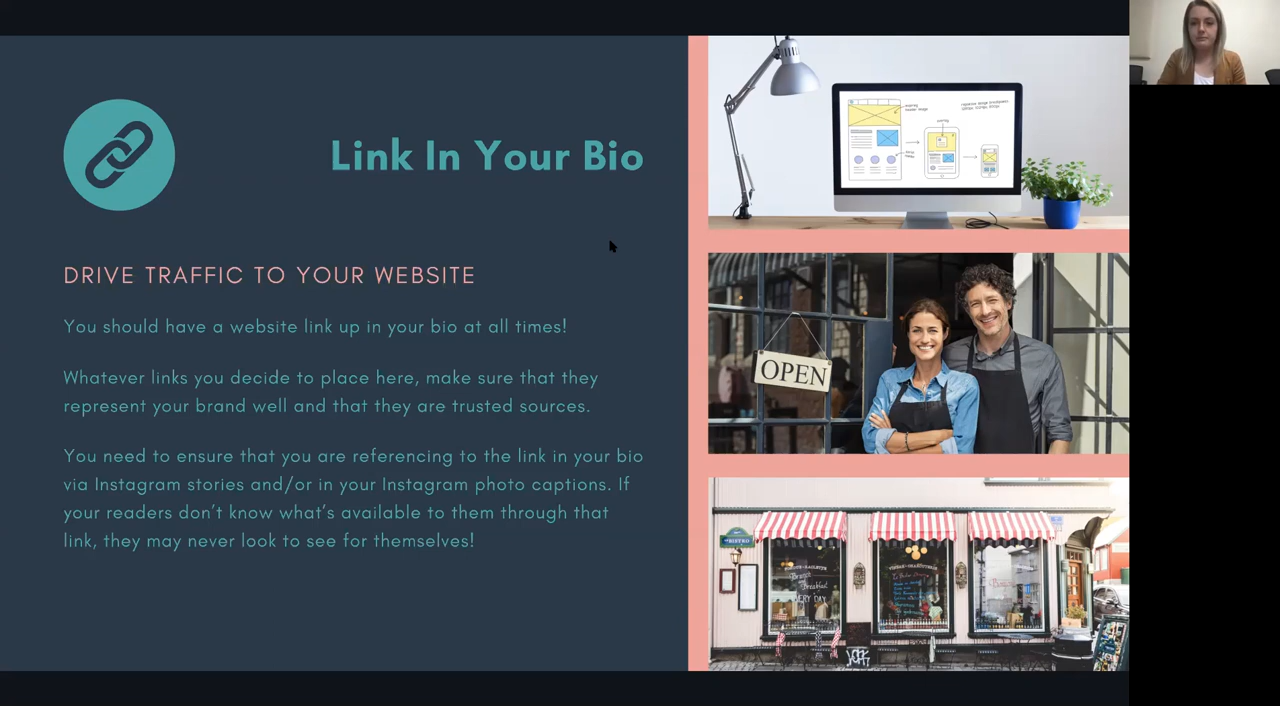 Link n Your Bio
DRIVE TRAFFIC TO YOUR WEBSITE
You should have a website link up in your bio at all times!
Whatever links you decide to place here, make sure that they
represent your brand well and that they are trusted sources.
You need to ensure that you are referencing to the link in your bio
via Instagram stories and/or in your Instagram photo captions. If
your readers don't know what's available to them through that
link, they may never look to see for themselves!
OPEN
BISTRO